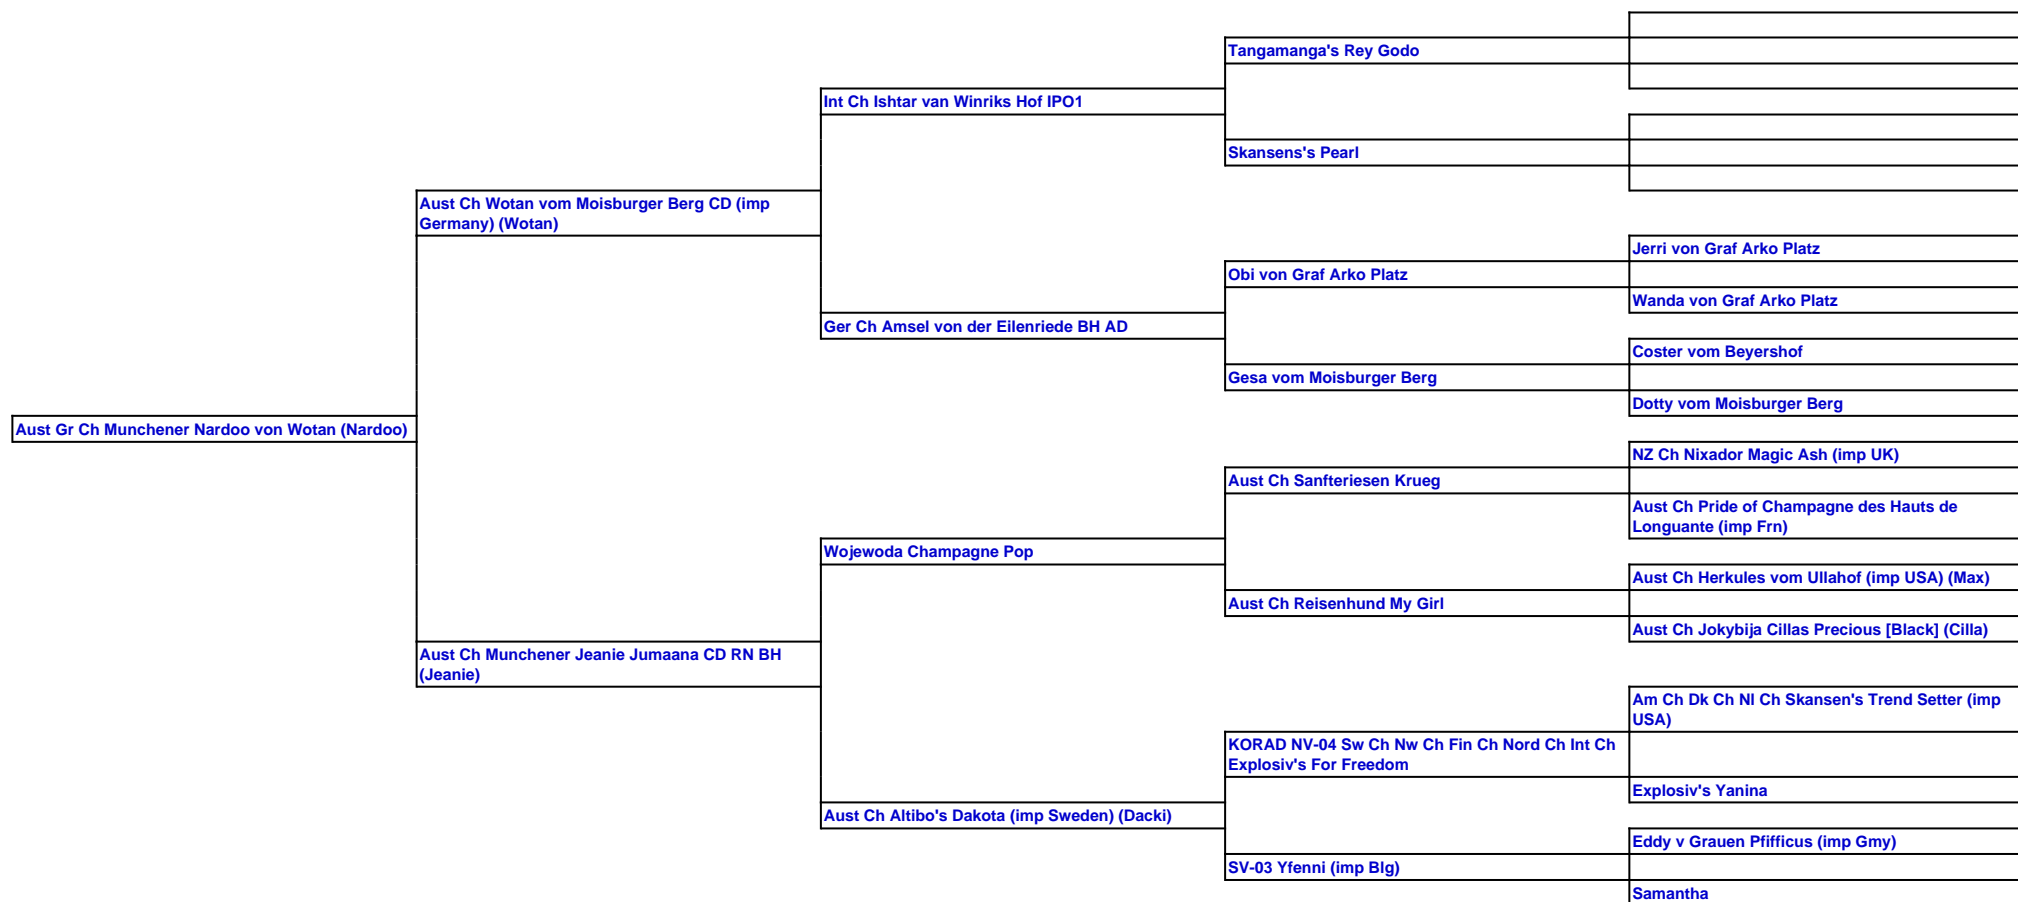 Tangamanga's Rey Godo
Int Ch Ishtar van Winriks Hof IPO1
Skansens's Pearl
Aust Ch Wotan vom Moisburger Berg CD (imp
Germany) (Wotan)
Jerri von Graf Arko Platz
Obi von Graf Arko Platz
Wanda von Graf Arko Platz
Ger Ch Amsel von der Eilenriede BH AD
Coster vom Beyershof
Gesa vom Moisburger Berg
Dotty vom Moisburger Berg
Aust Gr Ch Munchener Nardoo von Wotan (Nardoo)
NZ Ch Nixador Magic Ash (imp UK)
Aust Ch Sanfteriesen Krueg
Aust Ch Pride of Champagne des Hauts de
Longuante (imp Frn)
Wojewoda Champagne Pop
Aust Ch Herkules vom Ullahof (imp USA) (Max)
Aust Ch Reisenhund My Girl
Aust Ch Jokybija Cillas Precious [Black] (Cilla)
Aust Ch Munchener Jeanie Jumaana CD RN BH
(Jeanie)
Am Ch Dk Ch Nl Ch Skansen's Trend Setter (imp
USA)
KORAD NV-04 Sw Ch Nw Ch Fin Ch Nord Ch Int Ch
Explosiv's For Freedom
Explosiv's Yanina
Aust Ch Altibo's Dakota (imp Sweden) (Dacki)
Eddy v Grauen Pfifficus (imp Gmy)
SV-03 Yfenni (imp Blg)
Samantha